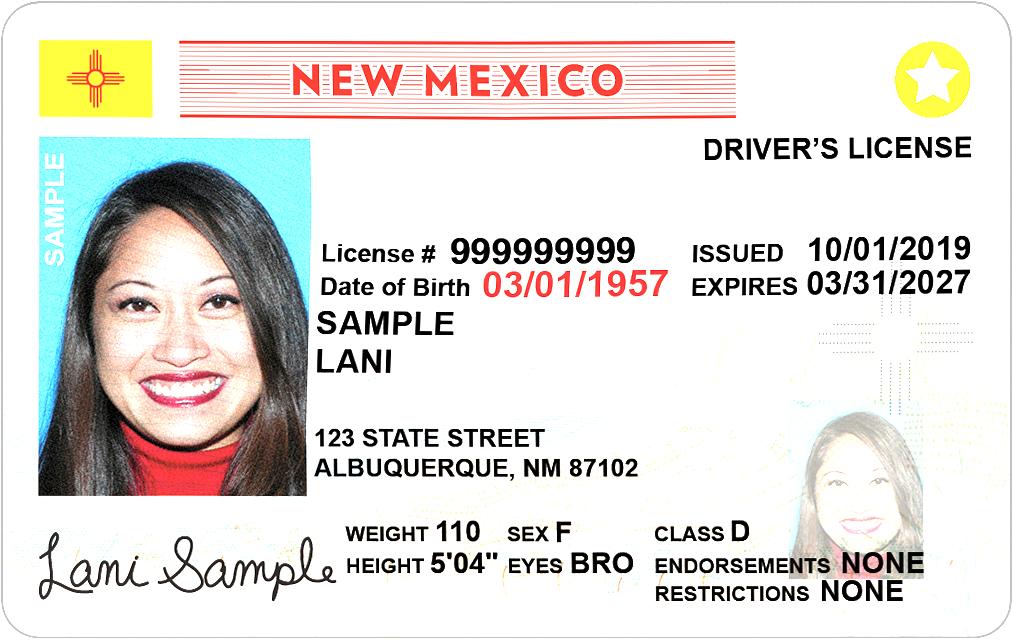 NEW MEXICO
DRIVER'S LICENSE
SAMPLE
License # 999999999
ISSUED 10/01/2019
Date of Birth 03/01/1957
EXPIRES 03/31/2027
SAMPLE
LANI
123 STATE STREET
ALBUQUERQUE, NM 87102
WEIGHT 110 SEX F
CLASS D
HEIGHT 5'04" EYES BRO
ENDORSEMENTS NONE
RESTRICTIONS NONE
Lani Sample